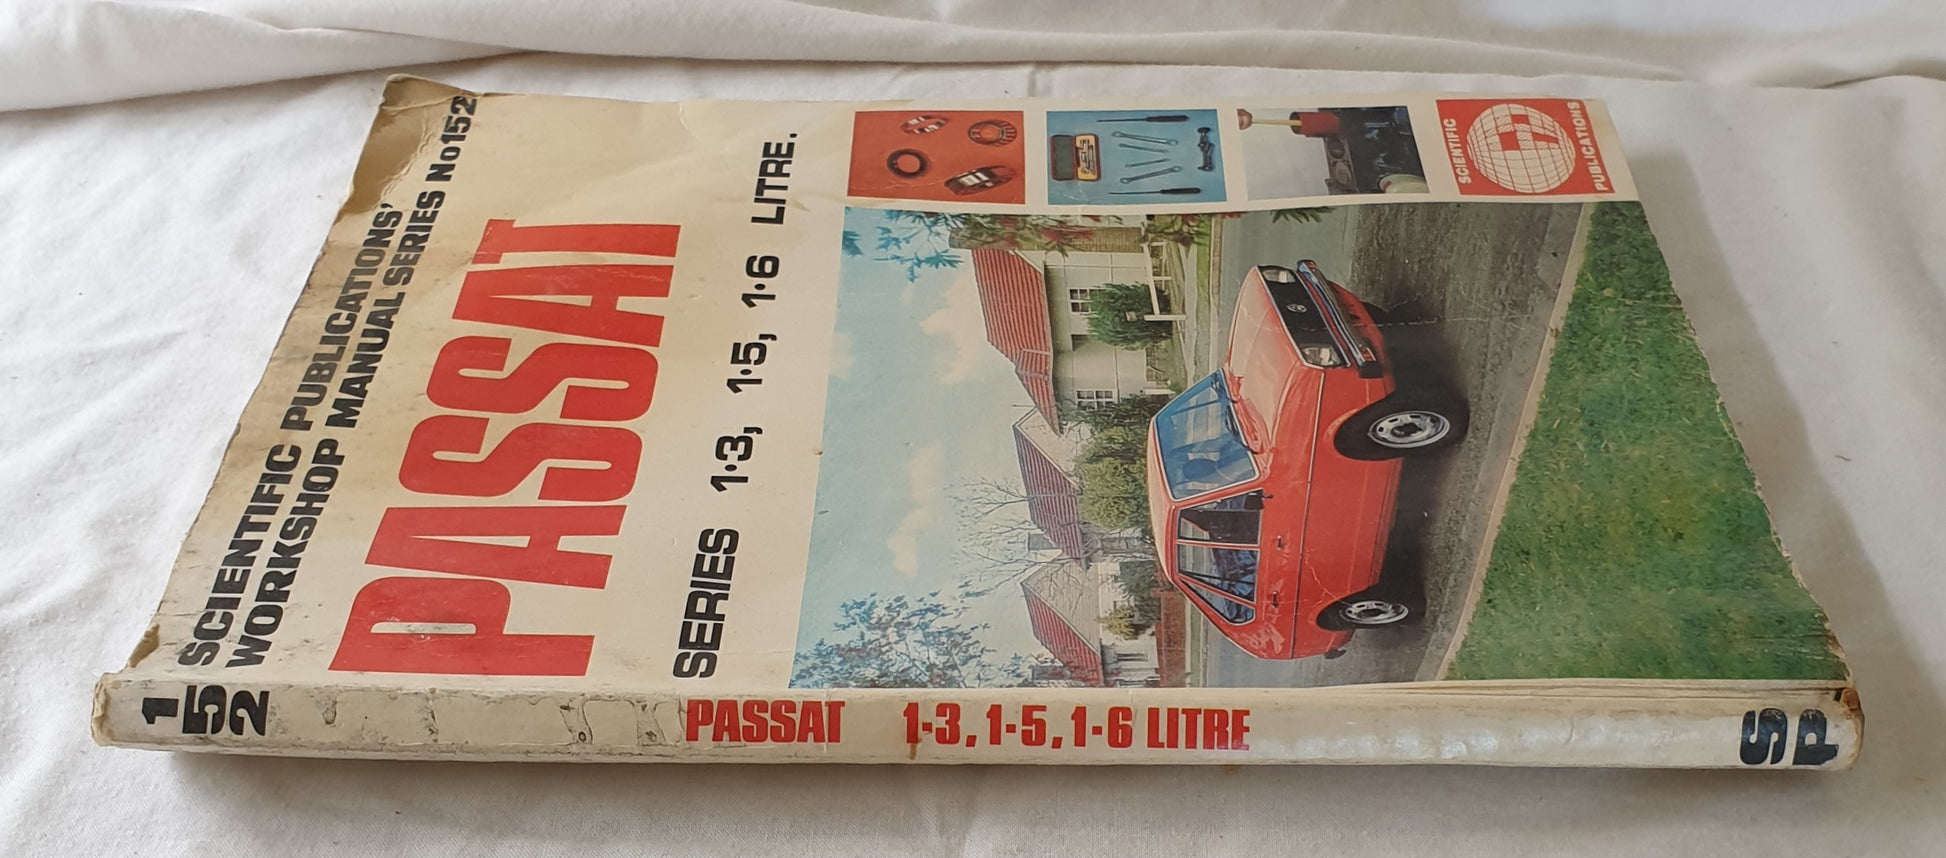 SCIENTIFIC PUBLICATIONS'
WORKSHOP MANUAL SERIES No152
PASSAT
SERIES 1·3, 1·5, 1·6 LITRE.
SCIENTIFIC
PUBLICATIONS
152
PASSAT 1·3, 1·5, 1·6 LITRE
SP